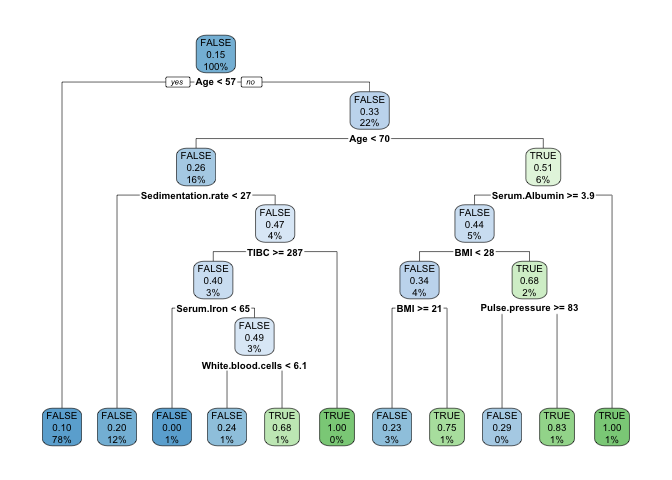 FALSE
0.15
100%
yes Age < 57 no
FALSE
0.33
22%
Age < 70
FALSE
0.26
16%
TRUE
0.51
6%
Sedimentation.rate < 27
Serum.Albumin >= 3.9
FALSE
0.47
4%
FALSE
0.44
5%
TIBC >= 287
BMI < 28
FALSE
0.40
3%
FALSE
0.34
4%
TRUE
0.68
2%
Serum.Iron < 65
BMI >= 21
Pulse.pressure >= 83
FALSE
0.49
3%
White.blood.cells < 6.1
FALSE
0.10
78%
FALSE
0.20
12%
FALSE
0.00
1%
FALSE
0.24
1%
TRUE
0.68
1%
TRUE
1.00
0%
FALSE
0.23
3%
TRUE
0.75
1%
FALSE
0.29
0%
TRUE
0.83
1%
TRUE
1.00
1%